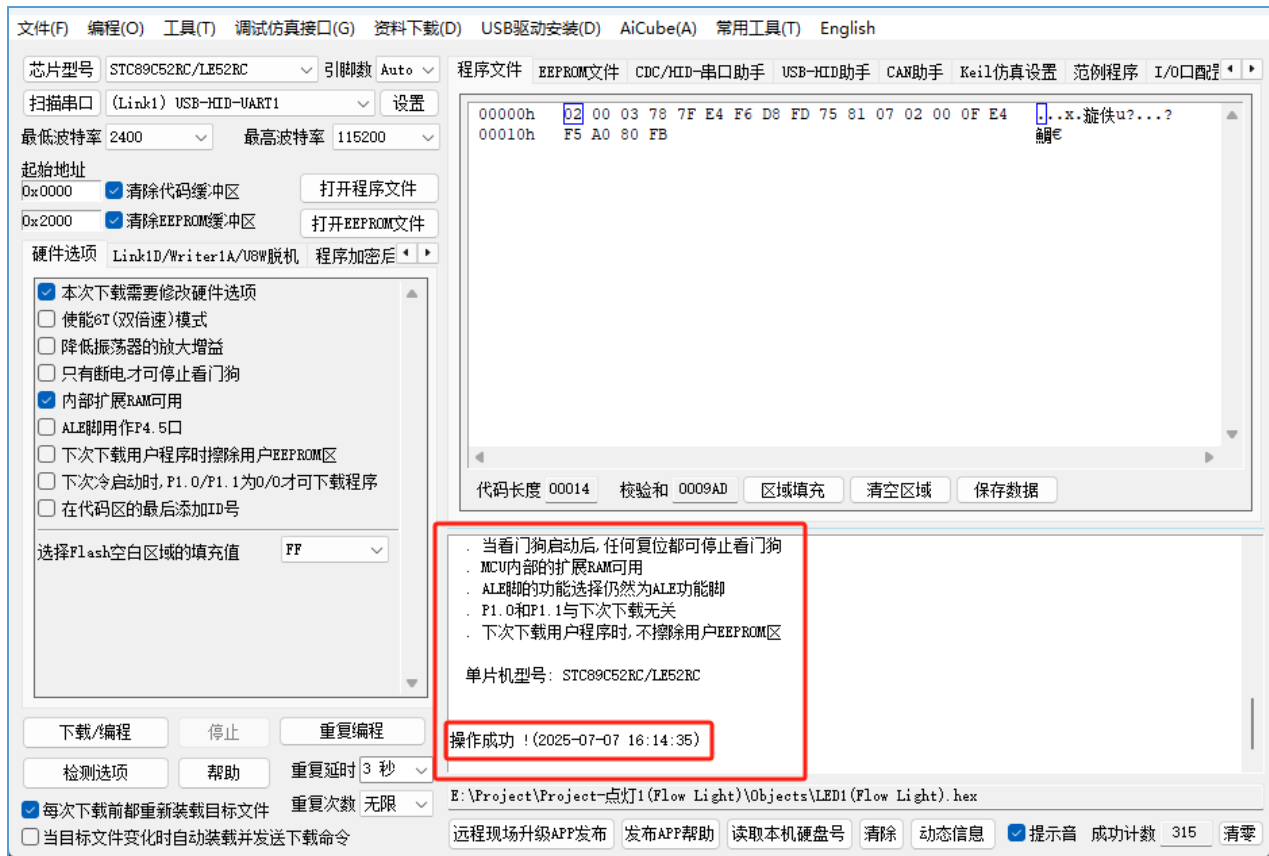 文件(F) 编程(O) 工具(T) 调试仿真接口(G) 资料下载(D) USB驱动安装(D) AiCube(A) 常用工具(T) English
芯片型号 STC89C52RC/LE52RC 引脚数 Auto
扫描串口 (Link1) USB-HID-UART1 设置
最低波特率 2400 最高波特率 115200
起始地址
0x0000 清除代码缓冲区 打开程序文件
0x2000 清除EEPROM缓冲区 打开EEPROM文件
硬件选项 Link1D/Writer1A/U8W脱机 程序加密后
本次下载需要修改硬件选项
使能6T(双倍速)模式
降低振荡器的放大增益
只有断电才可停止看门狗
内部扩展RAM可用
ALE脚用作P4.5口
下次下载用户程序时擦除用户EEPROM区
下次冷启动时,P1.0/P1.1为0/0才可下载程序
在代码区的最后添加ID号
选择Flash空白区域的填充值 FF
下载/编程 停止 重复编程
检测选项 帮助 重复延时 3 秒
每次下载前都重新装载目标文件 重复次数 无限
当目标文件变化时自动装载并发送下载命令
程序文件 EEPROM文件 CDC/HID-串口助手 USB-HID助手 CAN助手 Keil仿真设置 范例程序 I/O口配
00000h 02 00 03 78 7F E4 F6 D8 FD 75 81 07 02 00 0F E4 ...x.
00010h F5 A0 80 FB
代码长度 00014 校验和 0009AD 区域填充 清空区域 保存数据
. 当看门狗启动后,任何复位都可停止看门狗
. MCU内部的扩展RAM可用
. ALE脚的功能选择仍然为ALE功能脚
. P1.0和P1.1与下次下载无关
. 下次下载用户程序时,不擦除用户EEPROM区
单片机型号: STC89C52RC/LE52RC
操作成功 !(2025-07-07 16:14:35)
E:\Project\Project-点灯1(Flow Light)\Objects\LED1(Flow Light).hex
远程现场升级APP发布 发布APP帮助 读取本机硬盘号 清除 动态信息 提示音 成功计数 315 清零